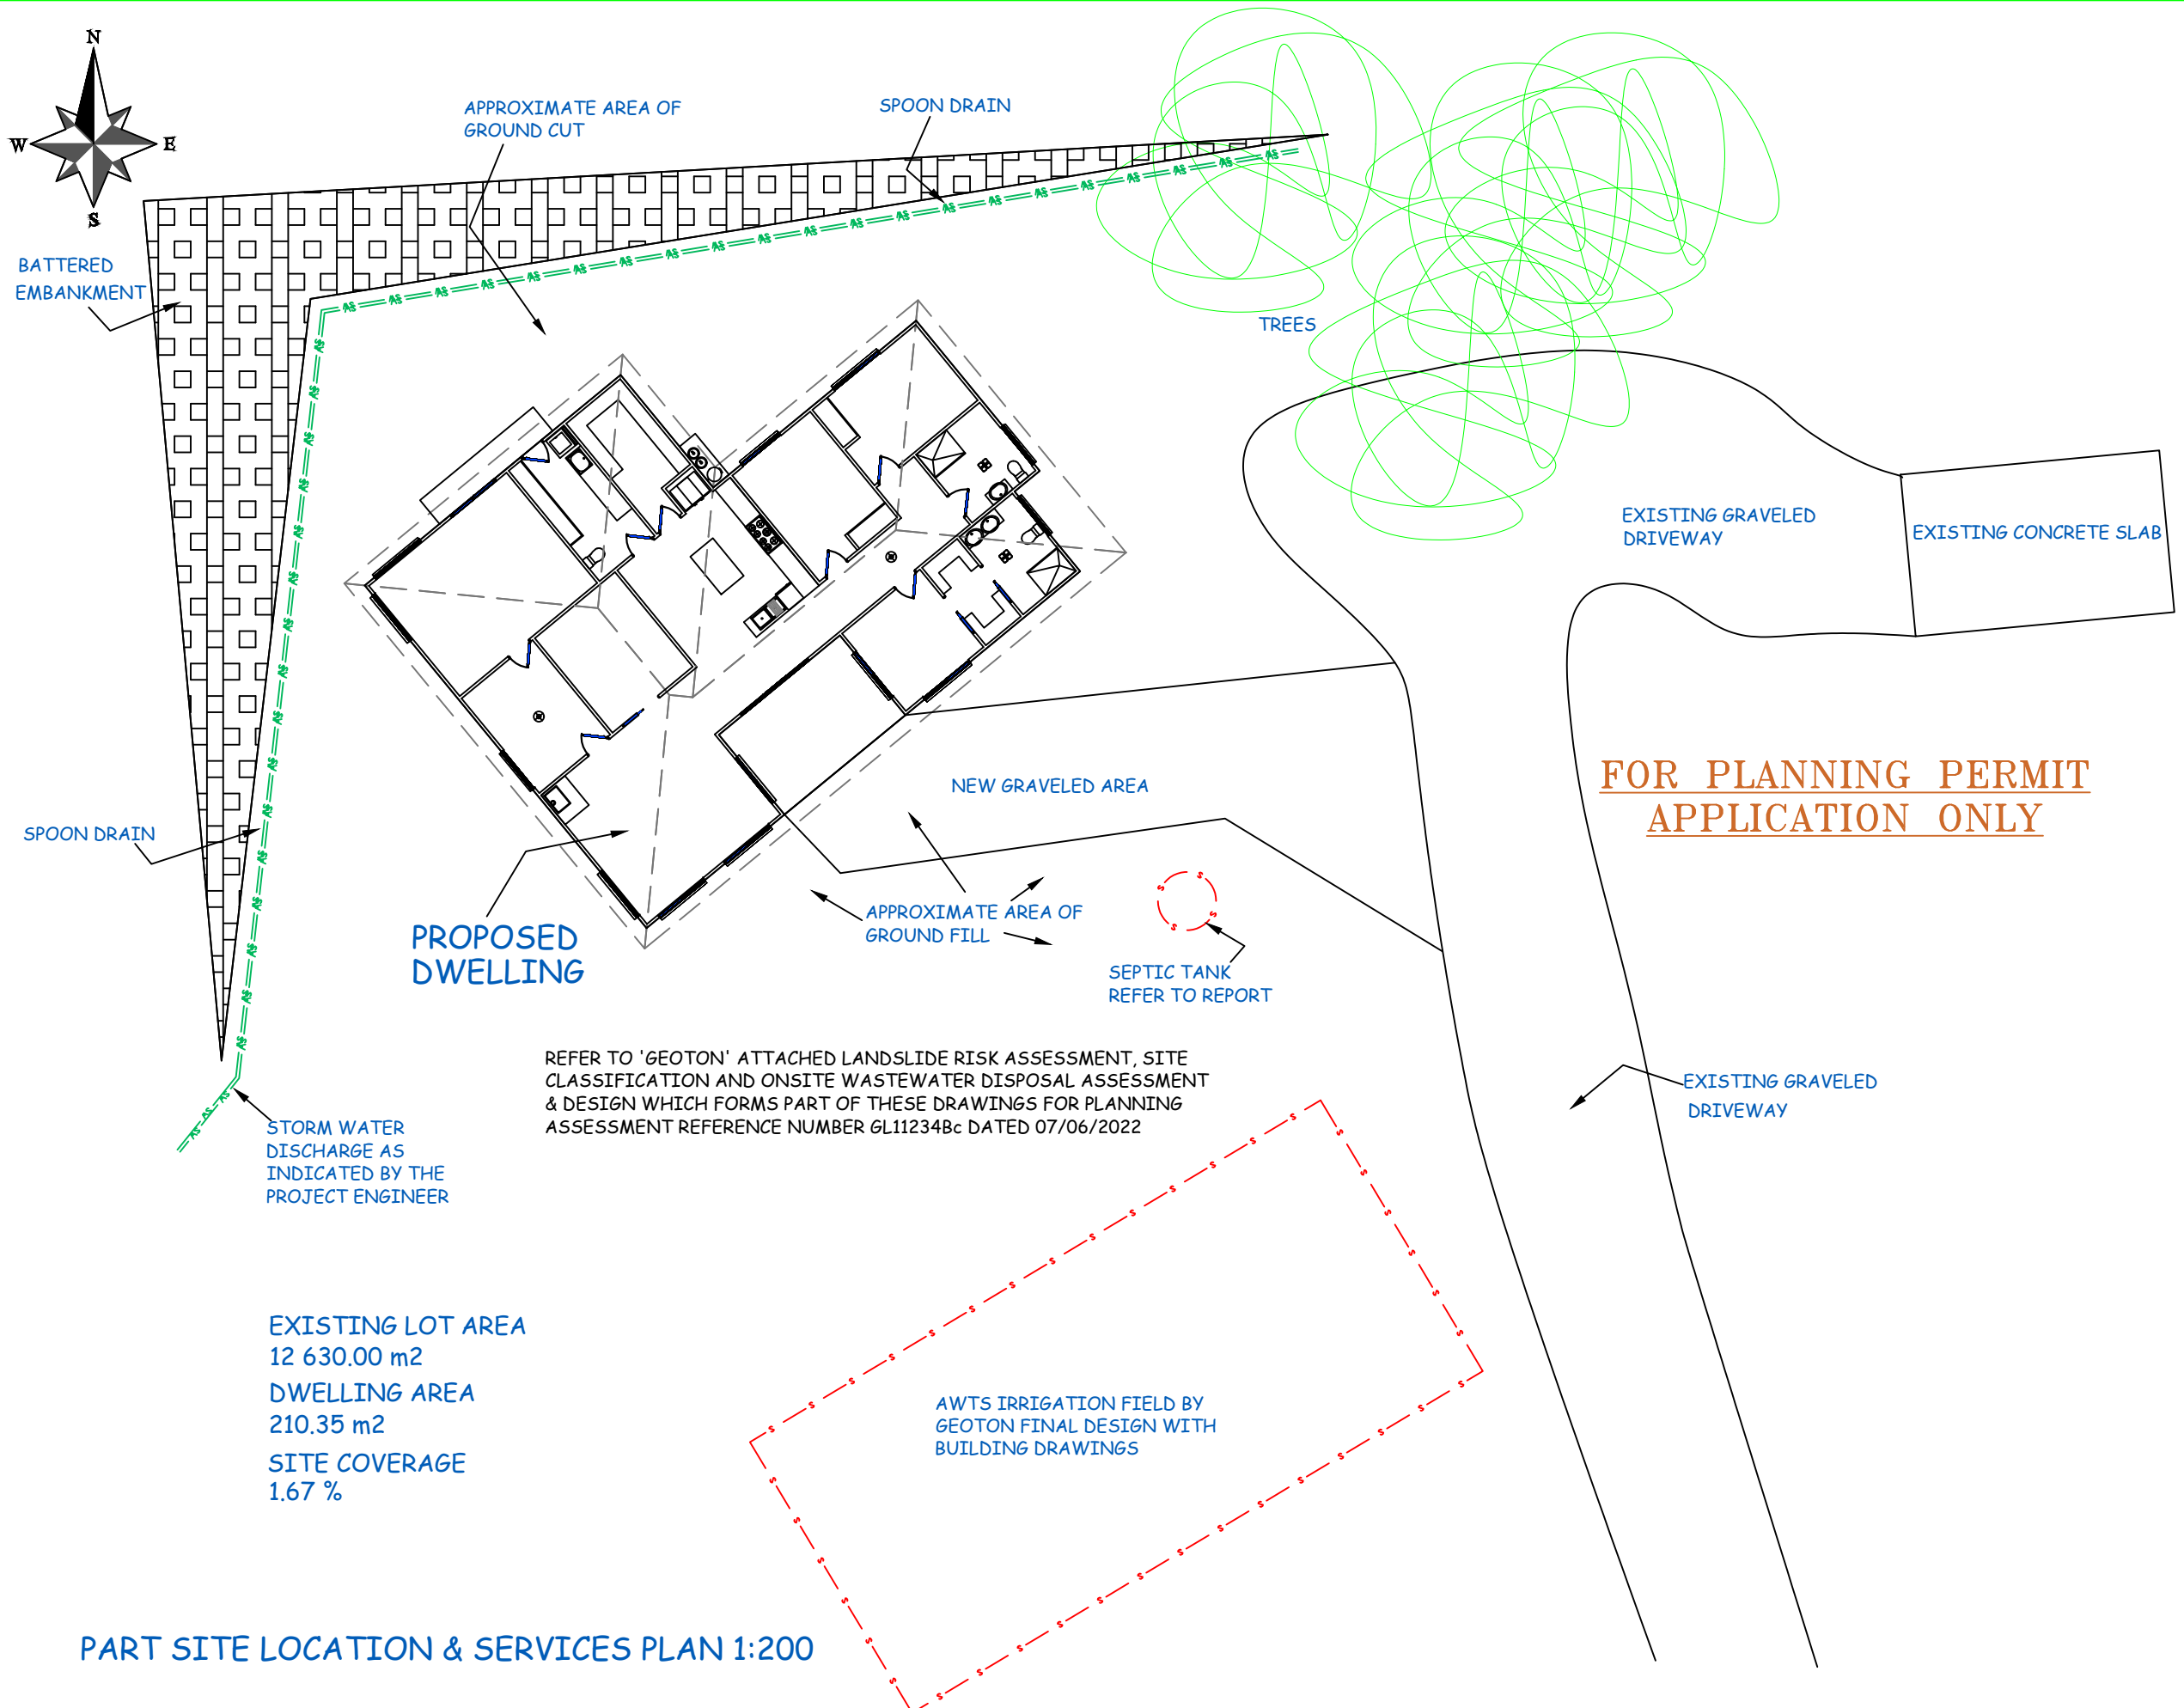 N
W
E
S
APPROXIMATE AREA OF
GROUND CUT
SPOON DRAIN
BATTERED
EMBANKMENT
TREES
EXISTING GRAVELED
DRIVEWAY
EXISTING CONCRETE SLAB
FOR PLANNING PERMIT
APPLICATION ONLY
NEW GRAVELED AREA
SPOON DRAIN
APPROXIMATE AREA OF
GROUND FILL
PROPOSED
DWELLING
SEPTIC TANK
REFER TO REPORT
REFER TO 'GEOTON' ATTACHED LANDSLIDE RISK ASSESSMENT, SITE
CLASSIFICATION AND ONSITE WASTEWATER DISPOSAL ASSESSMENT
& DESIGN WHICH FORMS PART OF THESE DRAWINGS FOR PLANNING
ASSESSMENT REFERENCE NUMBER GL11234Bc DATED 07/06/2022
EXISTING GRAVELED
DRIVEWAY
STORM WATER
DISCHARGE AS
INDICATED BY THE
PROJECT ENGINEER
EXISTING LOT AREA
12 630.00 m2
DWELLING AREA
210.35 m2
SITE COVERAGE
1.67 %
AWTS IRRIGATION FIELD BY
GEOTON FINAL DESIGN WITH
BUILDING DRAWINGS
PART SITE LOCATION & SERVICES PLAN 1:200